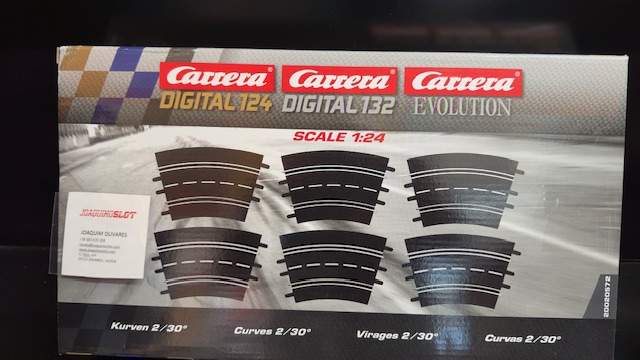 Carrera Carrera Carrera
DIGITAL 124 DIGITAL 132 EVOLUTION
SCALE 1:24
JOAQUIMSLOT
JOAQUIM OLIVARES
20020572
Kurven 2/30° Curves 2/30° Virages 2/30° Curvas 2/30°